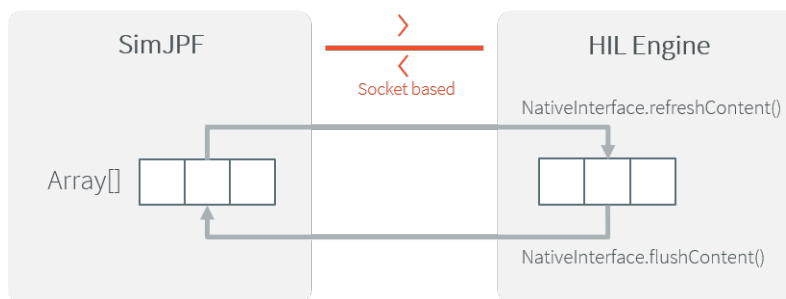 SimJPF
HIL Engine
Socket based
NativeInterface.refreshContent()
Array[]
NativeInterface.flushContent()